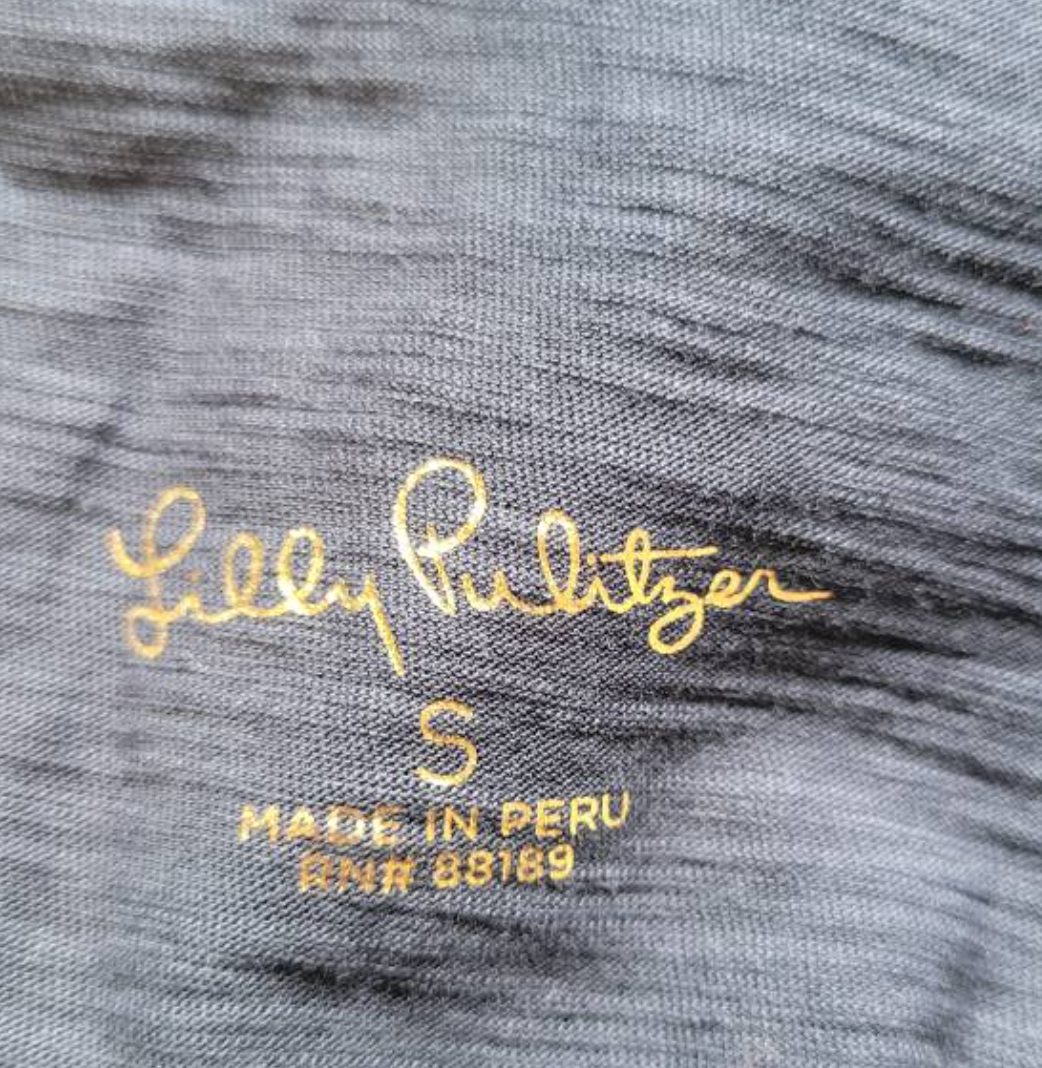 Lilly Pulitzer
S
MADE IN PERU
RN# 88189